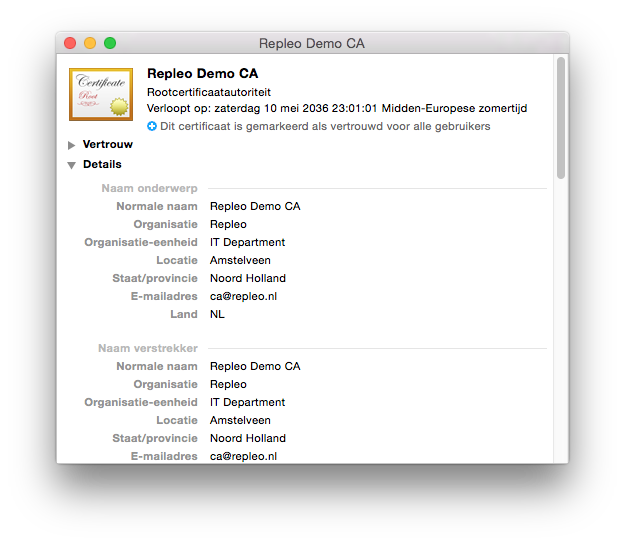 Repleo Demo CA
Certificate
Root
Repleo Demo CA
Rootcertificaatautoriteit
Verloopt op: zaterdag 10 mei 2036 23:01:01 Midden-Europese zomertijd
Dit certificaat is gemarkeerd als vertrouwd voor alle gebruikers
Vertrouw
Details
Naam onderwerp
Normale naam Repleo Demo CA
Organisatie Repleo
Organisatie-eenheid IT Department
Locatie Amstelveen
Staat/provincie Noord Holland
E-mailadres ca@repleo.nl
Land NL
Naam verstrekker
Normale naam Repleo Demo CA
Organisatie Repleo
Organisatie-eenheid IT Department
Locatie Amstelveen
Staat/provincie Noord Holland
E-mailadres ca@repleo.nl